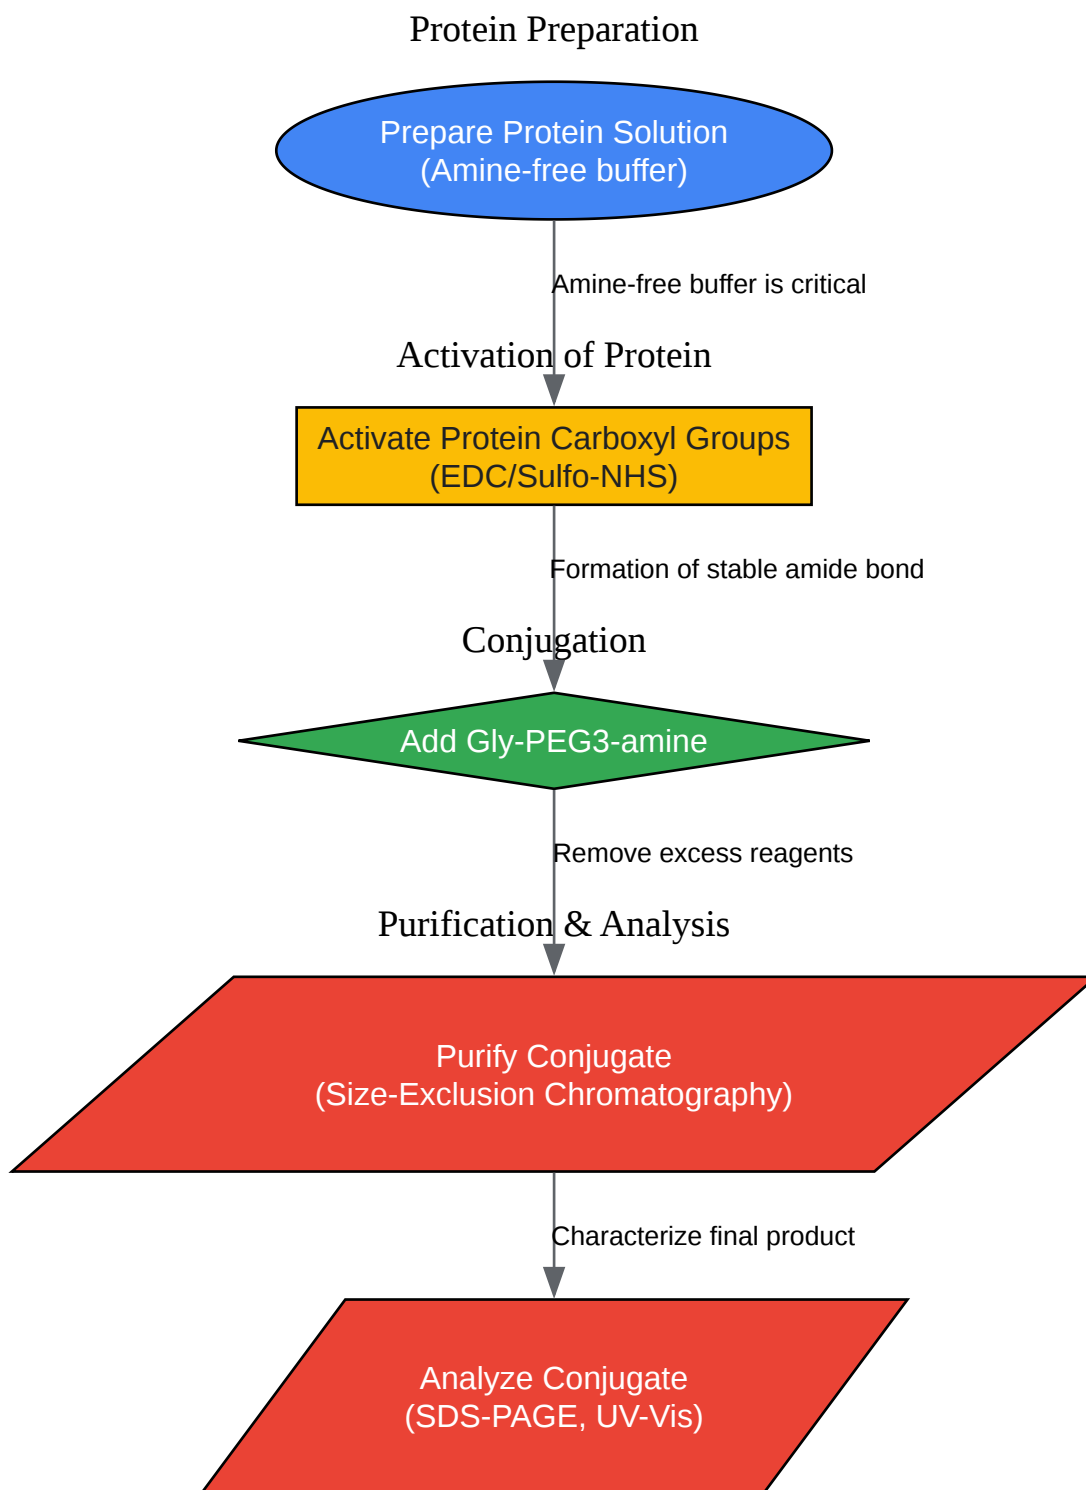 Protein Preparation
Prepare Protein Solution
(Amine-free buffer)
Amine-free buffer is critical
Activation of Protein
Activate Protein Carboxyl Groups
(EDC/Sulfo-NHS)
Formation of stable amide bond
Conjugation
Add Gly-PEG3-amine
Remove excess reagents
Purification & Analysis
Purify Conjugate
(Size-Exclusion Chromatography)
Characterize final product
Analyze Conjugate
(SDS-PAGE, UV-Vis)